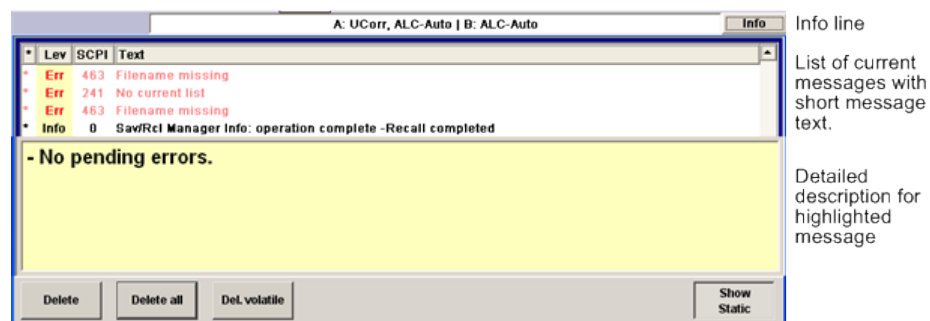 A: UCorr, ALC-Auto | B: ALC-Auto
Info
Info line
* Lev SCPI Text
* Err 463 Filename missing
* Err 241 No current list
* Err 463 Filename missing
* Info 0 Sav/Rcl Manager Info: operation complete -Recall completed
List of current
messages with
short message
text.
- No pending errors.
Detailed
description for
highlighted
message
Delete
Delete all
Del. volatile
Show
Static